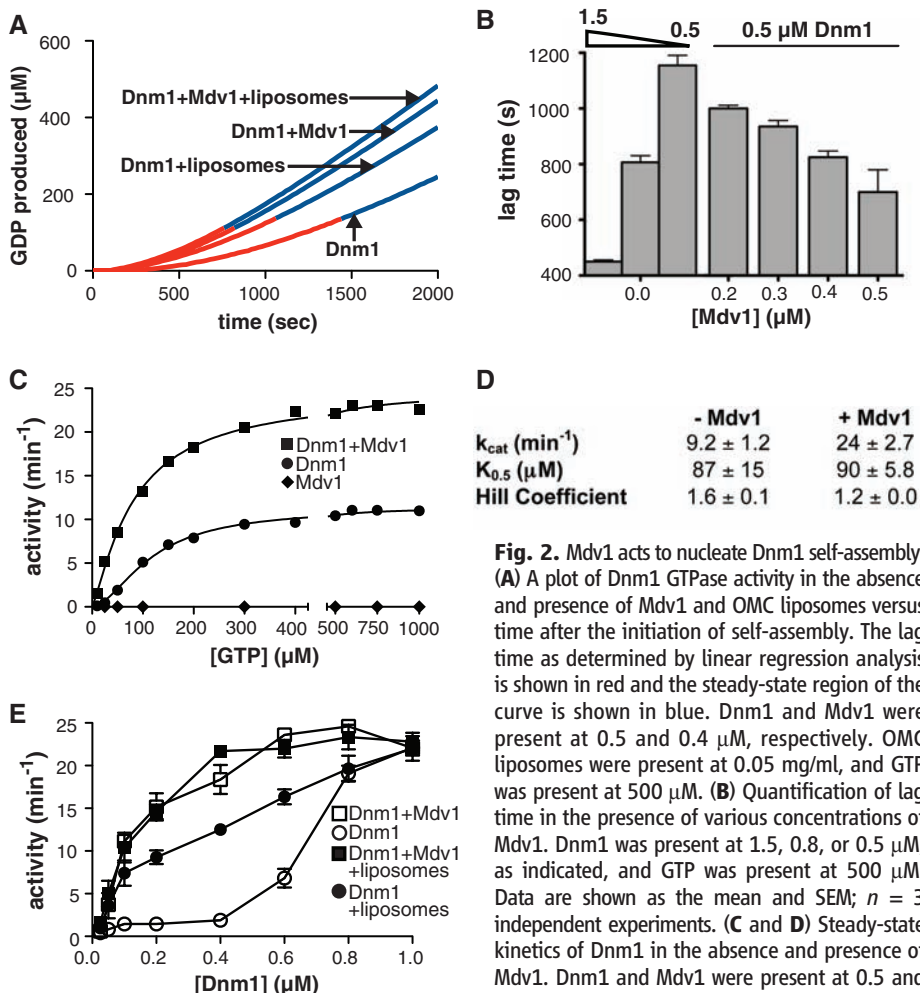 A
600
400
200
0
GDP produced (µM)
Dnm1+Mdv1+liposomes
Dnm1+Mdv1
Dnm1+liposomes
Dnm1
0 500 1000 1500 2000
time (sec)
B
1.5 0.5 0.5 µM Dnm1
1200
1000
800
600
400
lag time (s)
0.0 0.2 0.3 0.4 0.5
[Mdv1] (µM)
C
25
20
15
10
5
0
activity (min-1)
Dnm1+Mdv1
Dnm1
Mdv1
0 100 200 300 400 500 750 1000
[GTP] (µM)
D
- Mdv1 + Mdv1
kcat (min-1) 9.2 ± 1.2 24 ± 2.7
K0.5 (µM) 87 ± 15 90 ± 5.8
Hill Coefficient 1.6 ± 0.1 1.2 ± 0.0
E
25
20
15
10
5
0
activity (min-1)
Dnm1+Mdv1
Dnm1
Dnm1+Mdv1
+liposomes
Dnm1
+liposomes
0.0 0.2 0.4 0.6 0.8 1.0
[Dnm1] (µM)
Fig. 2. Mdv1 acts to nucleate Dnm1 self-assembly
(A) A plot of Dnm1 GTPase activity in the absence
and presence of Mdv1 and OMC liposomes versus
time after the initiation of self-assembly. The lag
time as determined by linear regression analysis
is shown in red and the steady-state region of the
curve is shown in blue. Dnm1 and Mdv1 were
present at 0.5 and 0.4 µM, respectively. OMC
liposomes were present at 0.05 mg/ml, and GTP
was present at 500 µM. (B) Quantification of lag
time in the presence of various concentrations of
Mdv1. Dnm1 was present at 1.5, 0.8, or 0.5 µM
as indicated, and GTP was present at 500 µM
Data are shown as the mean and SEM; n = 3
independent experiments. (C and D) Steady-state
kinetics of Dnm1 in the absence and presence of
Mdv1. Dnm1 and Mdv1 were present at 0.5 and